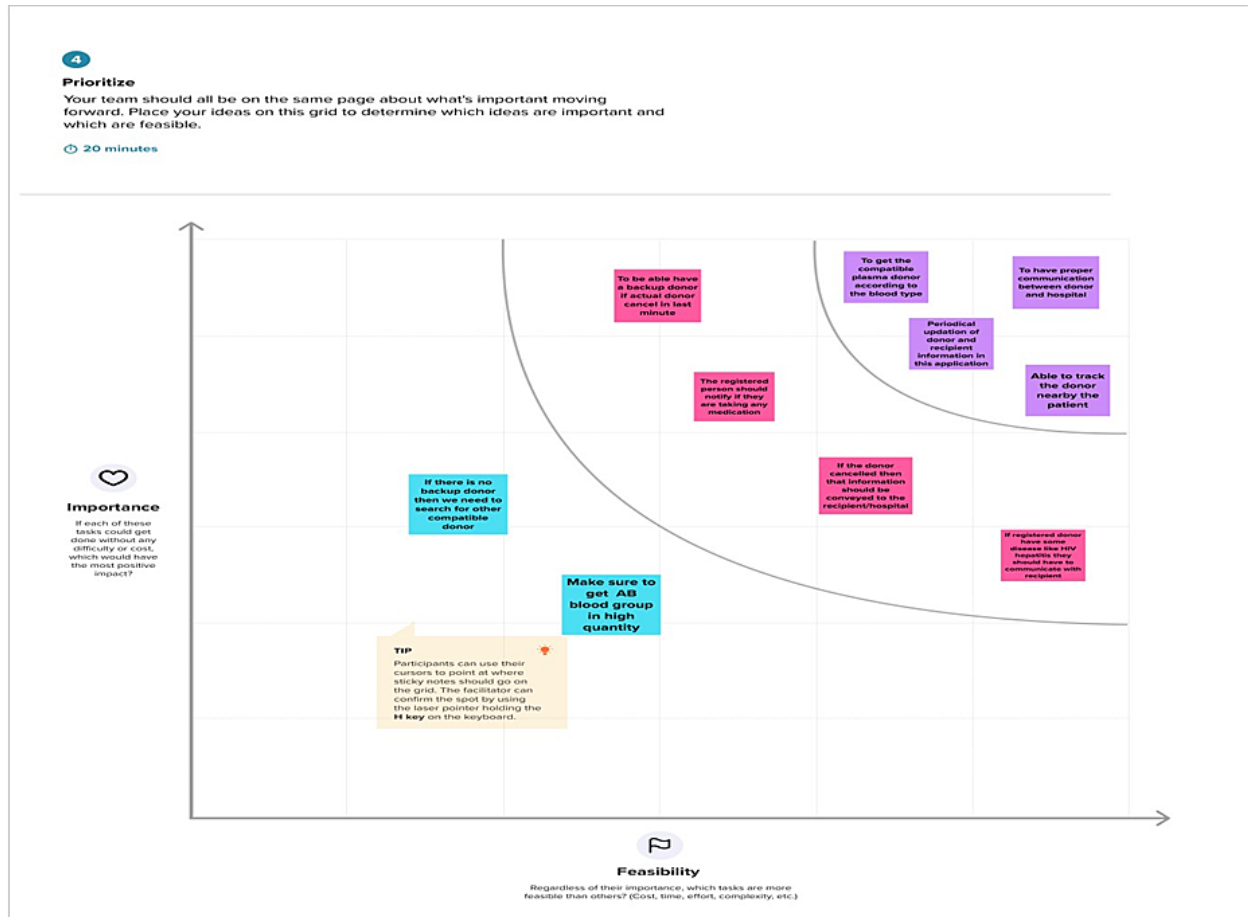 4
Prioritize
Your team should all be on the same page about what's important moving
forward. Place your ideas on this grid to determine which ideas are important and
which are feasible.
20 minutes
To be able have
a backup donor
if actual donor
cancel in last
minute
To get the
compatible
plasma donor
according to
the blood type
To have proper
communication
between donor
and hospital
Periodical
updation of
donor and
recipient
information in
this application
Able to track
the donor
nearby the
patient
The registered
person should
notify if they
are taking any
medication
If the donor
cancelled then
that information
should be
conveyed to the
recipient/hospital
If there is no
backup donor
then we need to
search for other
compatible
donor
If registered donor
have some
disease like HIV
hepatitis they
should have to
communicate with
recipient
Make sure to
get AB
blood group
in high
quantity
Importance
If each of these
tasks could get
done without any
difficulty or cost,
which would have
the most positive
impact?
TIP
Participants can use their
cursors to point at where
sticky notes should go on
the grid. The facilitator can
confirm the spot by using
the laser pointer holding the
H key on the keyboard.
Feasibility
Regardless of their importance, which tasks are more
feasible than others? (Cost, time, effort, complexity, etc.)